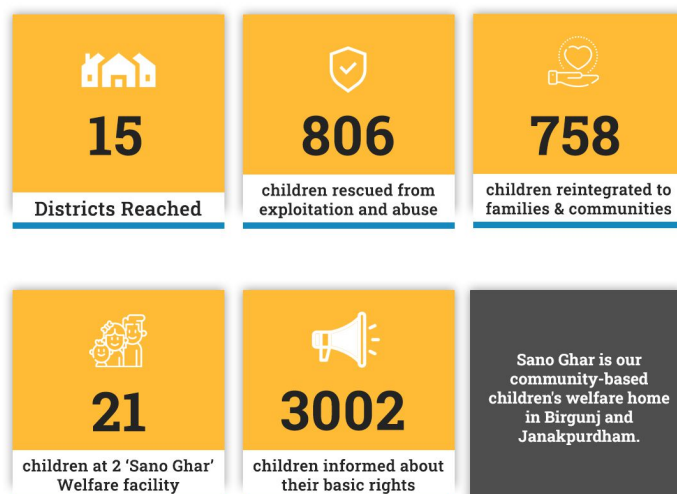 15
Districts Reached
806
children rescued from
exploitation and abuse
758
children reintegrated to
families & communities
21
children at 2 ‘Sano Ghar’
Welfare facility
3002
children informed about
their basic rights
Sano Ghar is our
community-based
children's welfare home
in Birgunj and
Janakpurdham.